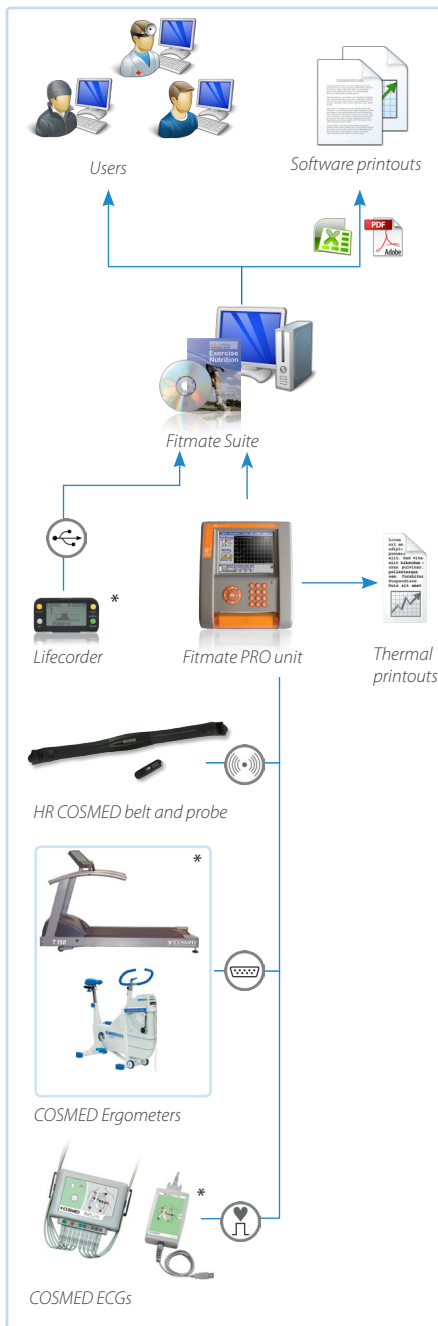 Users
Software printouts
PDF
Adobe
Exercise
Nutrition
Fitmate Suite
*
Lifecorder
Fitmate PRO unit
Thermal
printouts
HR COSMED belt and probe
*
T 150
COSMED
COSMED Ergometers
*
COSMED
COSMED ECGs